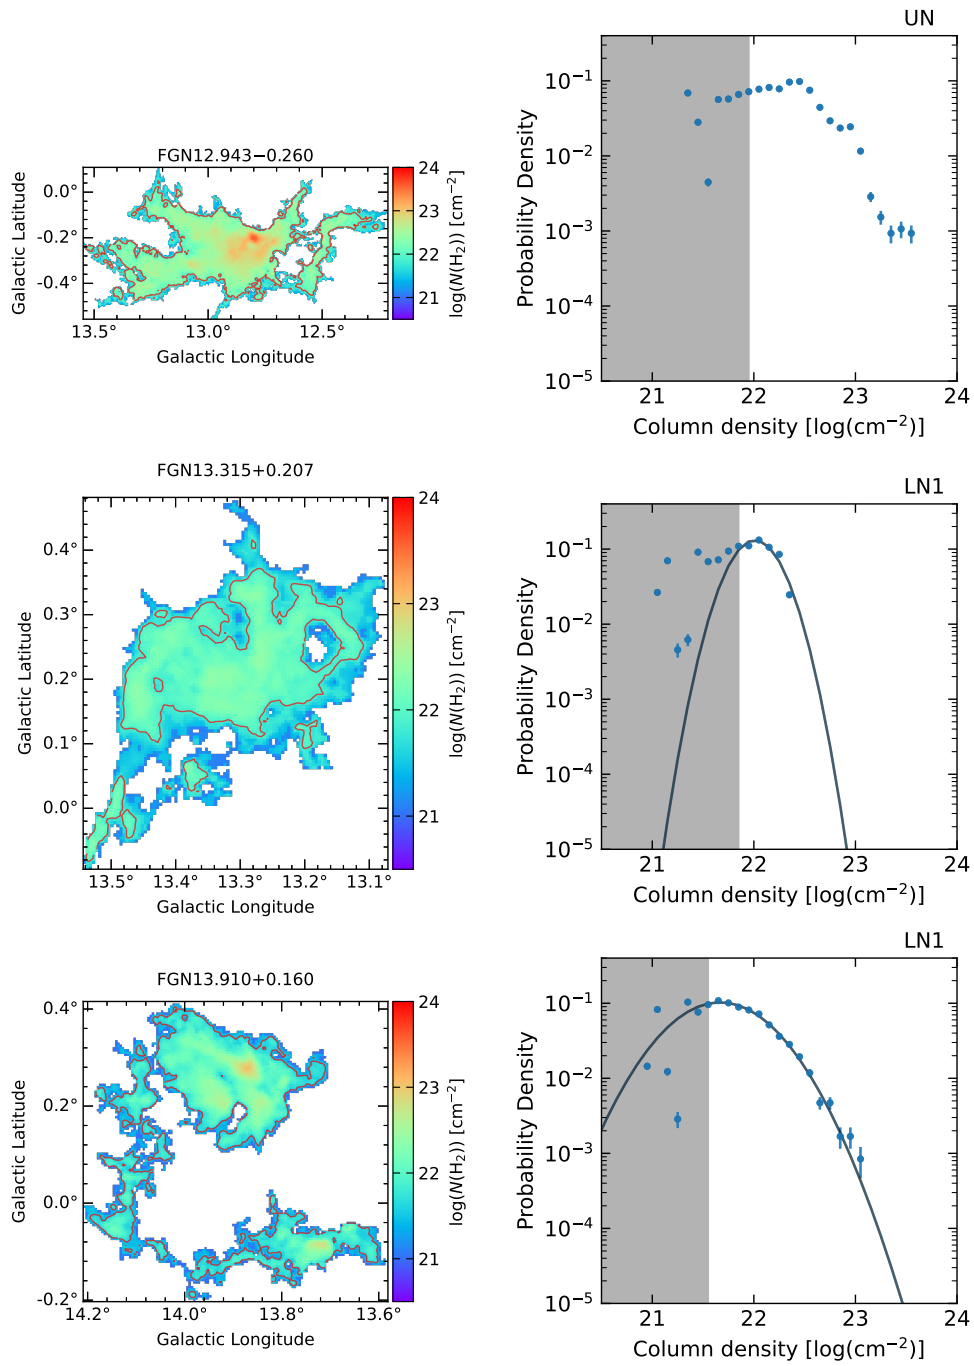 UN
FGN12.943−0.260
0.0°
-0.2°
-0.4°
Galactic Latitude
13.5° 13.0° 12.5°
Galactic Longitude
24
23
22
21
log(N(H₂)) [cm⁻²]
10⁻¹
10⁻²
10⁻³
10⁻⁴
10⁻⁵
Probability Density
21 22 23 24
Column density [log(cm⁻²)]
LN1
FGN13.315+0.207
0.4°
0.3°
0.2°
0.1°
0.0°
Galactic Latitude
13.5° 13.4° 13.3° 13.2° 13.1°
Galactic Longitude
24
23
22
21
log(N(H₂)) [cm⁻²]
10⁻¹
10⁻²
10⁻³
10⁻⁴
10⁻⁵
Probability Density
21 22 23 24
Column density [log(cm⁻²)]
LN1
FGN13.910+0.160
0.4°
0.2°
0.0°
-0.2°
Galactic Latitude
14.2° 14.0° 13.8° 13.6°
Galactic Longitude
24
23
22
21
log(N(H₂)) [cm⁻²]
10⁻¹
10⁻²
10⁻³
10⁻⁴
10⁻⁵
Probability Density
21 22 23 24
Column density [log(cm⁻²)]